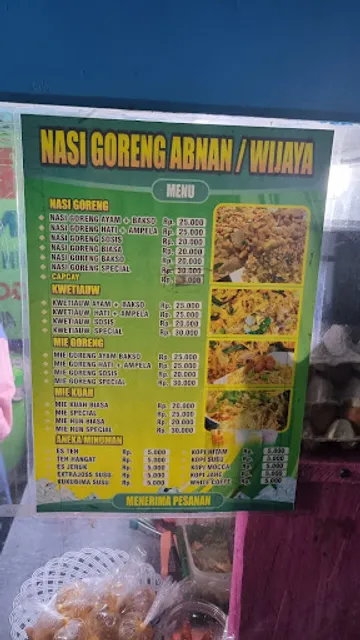 NASI GORENG ABNAN / WIJAYA
MENU
NASI GORENG
NASI GORENG AYAM + BAKSO Rp. 25.000
NASI GORENG HATI + AMPELA Rp. 25.000
NASI GORENG SOSIS Rp. 20.000
NASI GORENG BIASA Rp. 20.000
NASI GORENG BAKSO Rp. 20.000
NASI GORENG SPECIAL Rp. 30.000
CAPCAY
KWETIAUW
KWETIAUW AYAM + BAKSO Rp. 25.000
KWETIAUW HATI + AMPELA Rp. 25.000
KWETIAUW SOSIS Rp. 20.000
KWETIAUW SPECIAL Rp. 30.000
MIE GORENG
MIE GORENG AYAM BAKSO Rp. 25.000
MIE GORENG HATI + AMPELA Rp. 25.000
MIE GORENG SOSIS Rp. 20.000
MIE GORENG SPECIAL Rp. 30.000
MIE KUAH
MIE KUAH BIASA Rp. 20.000
MIE SPECIAL Rp. 25.000
MIE HUN BIASA Rp. 20.000
MIE HUN SPECIAL Rp. 30.000
ANEKA MINUMAN
ES TEH Rp. 5.000 KOPI HITAM Rp. 5.000
TEH HANGAT Rp. 5.000 KOPI SUSU Rp. 5.000
ES JERUK Rp. 5.000 KOPI MOCCA Rp. 5.000
EXTRAJOSS SUSU Rp. 5.000 KOPI JAHE Rp. 5.000
KUKUBIMA SUSU Rp. 5.000 WHITE COFFE Rp. 5.000
MENERIMA PESANAN